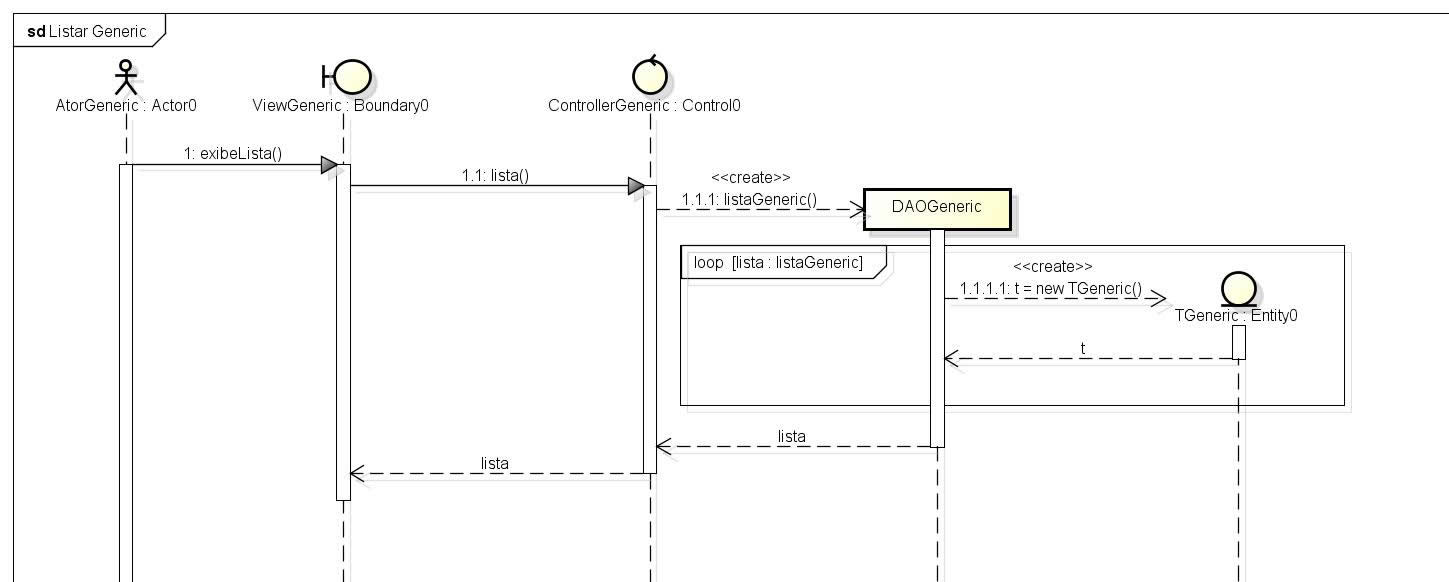 sd Listar Generic
AtorGeneric : Actor0
ViewGeneric : Boundary0
ControllerGeneric : Control0
1: exibeLista()
1.1: lista()
<<create>>
1.1.1: listaGeneric()
DAOGeneric
loop [lista : listaGeneric]
<<create>>
1.1.1.1: t = new TGeneric()
TGeneric : Entity0
t
lista
lista